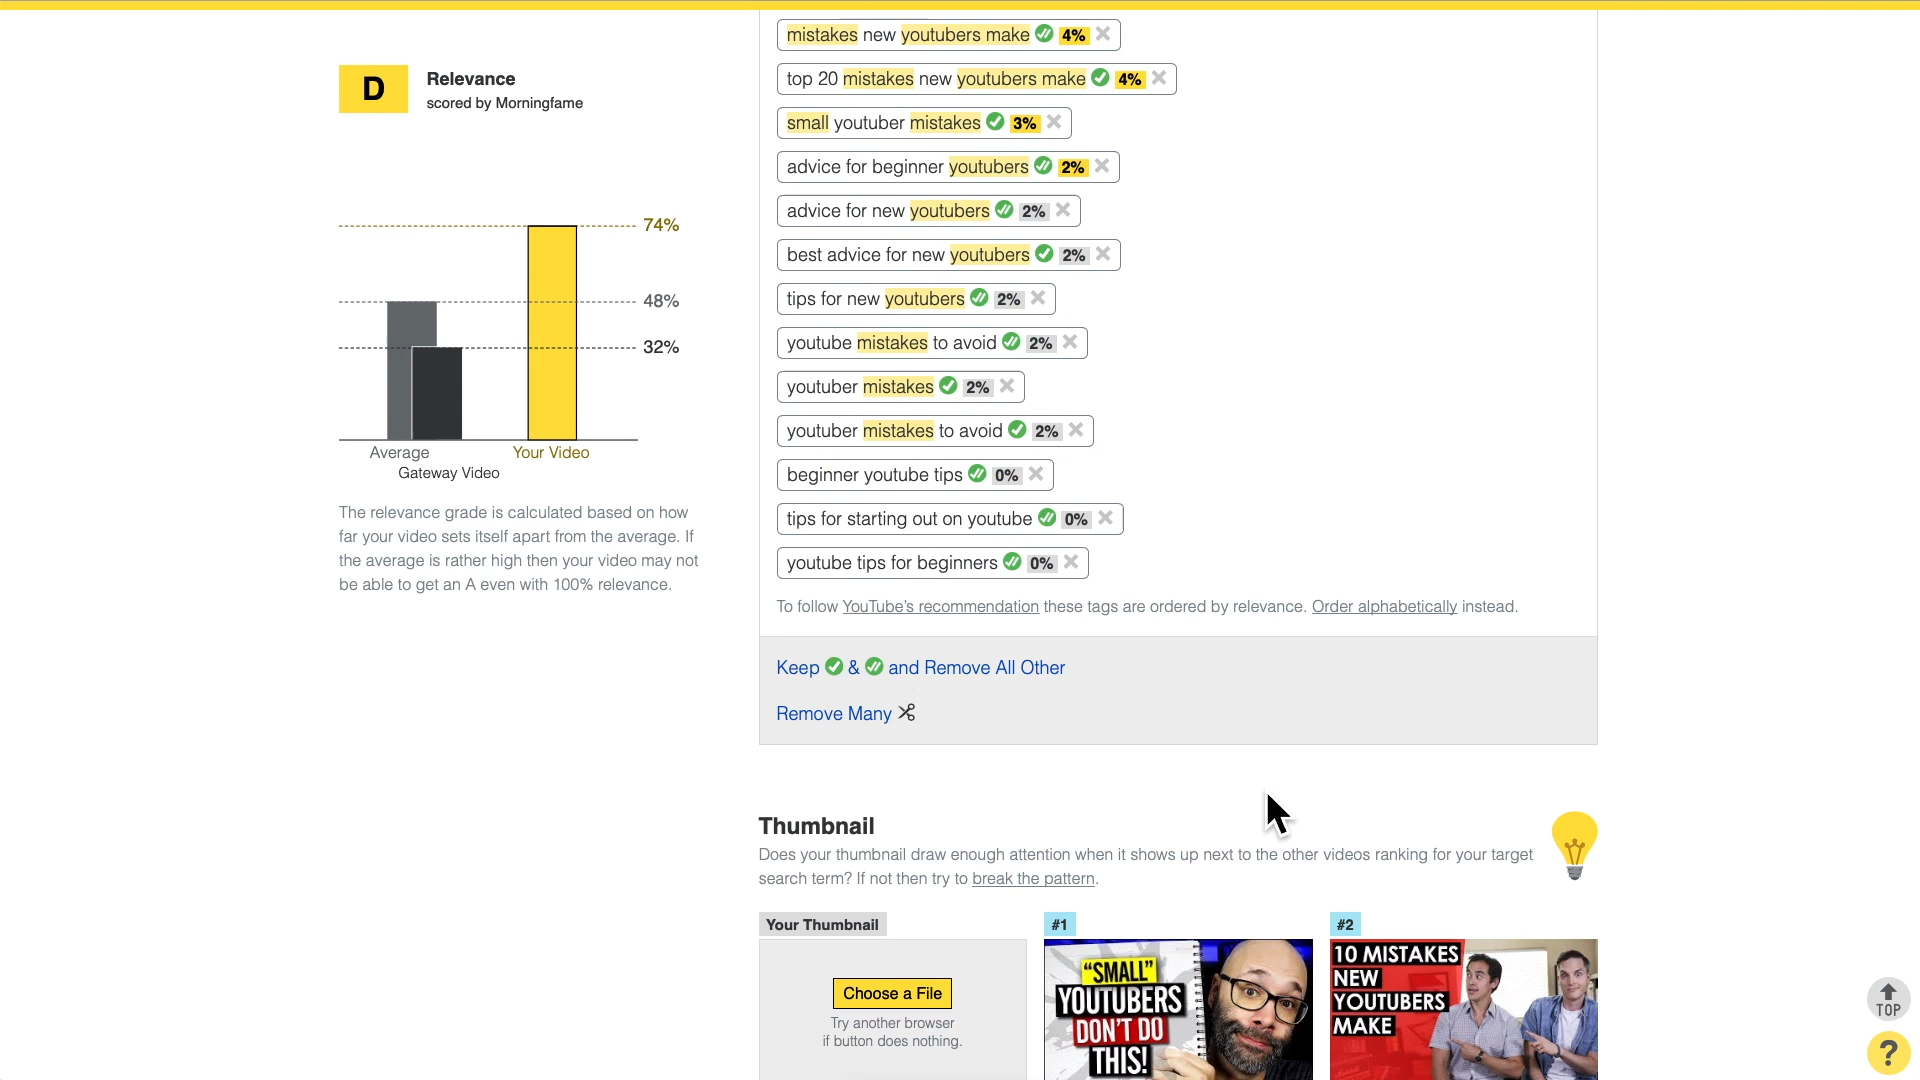 D
Relevance
scored by Morningfame
74%
48%
32%
Average
Your Video
Gateway Video
The relevance grade is calculated based on how
far your video sets itself apart from the average. If
the average is rather high then your video may not
be able to get an A even with 100% relevance.
mistakes new youtubers make 4%
top 20 mistakes new youtubers make 4%
small youtuber mistakes 3%
advice for beginner youtubers 2%
advice for new youtubers 2%
best advice for new youtubers 2%
tips for new youtubers 2%
youtube mistakes to avoid 2%
youtuber mistakes 2%
youtuber mistakes to avoid 2%
beginner youtube tips 0%
tips for starting out on youtube 0%
youtube tips for beginners 0%
To follow YouTube's recommendation these tags are ordered by relevance. Order alphabetically instead.
Keep & and Remove All Other
Remove Many
Thumbnail
Does your thumbnail draw enough attention when it shows up next to the other videos ranking for your target
search term? If not then try to break the pattern.
Your Thumbnail
Choose a File
Try another browser
if button does nothing.
#1
"SMALL"
YOUTUBERS
DON'T DO
THIS!
#2
10 MISTAKES
NEW
YOUTUBERS
MAKE
TOP
?